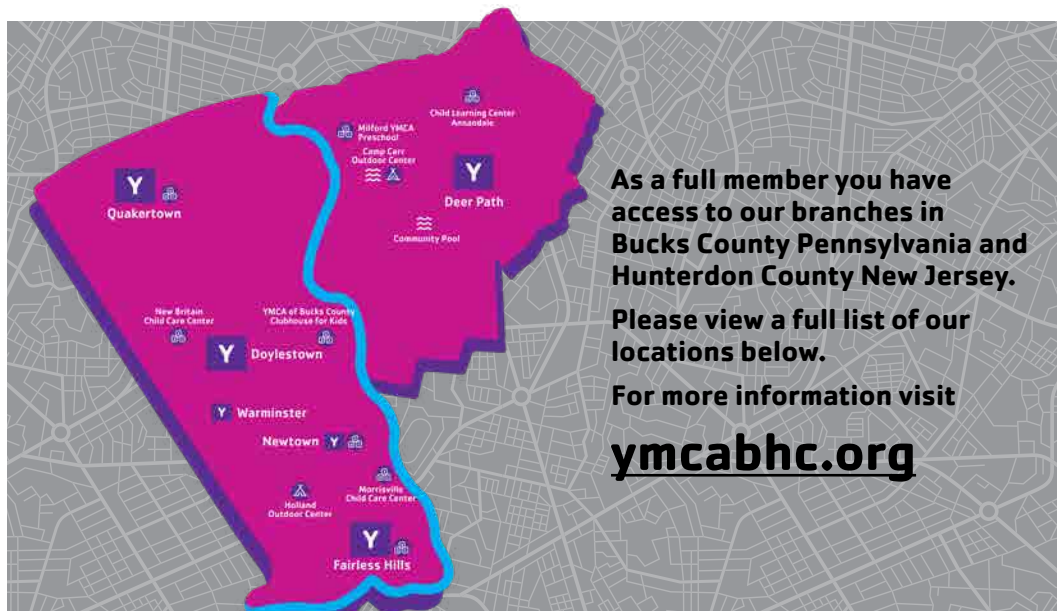 Child Learning Center
Annandale
Milford YMCA
Preschool
Camp Carr
Outdoor Center
Y
Deer Path
Community Pool
Y
Quakertown
New Britain
Child Care Center
YMCA of Bucks County
Clubhouse for Kids
Y
Doylestown
Y
Warminster
Newtown
Y
Morrisville
Child Care Center
Holland
Outdoor Center
Y
Fairless Hills
As a full member you have
access to our branches in
Bucks County Pennsylvania and
Hunterdon County New Jersey.
Please view a full list of our
locations below.
For more information visit
ymcabhc.org